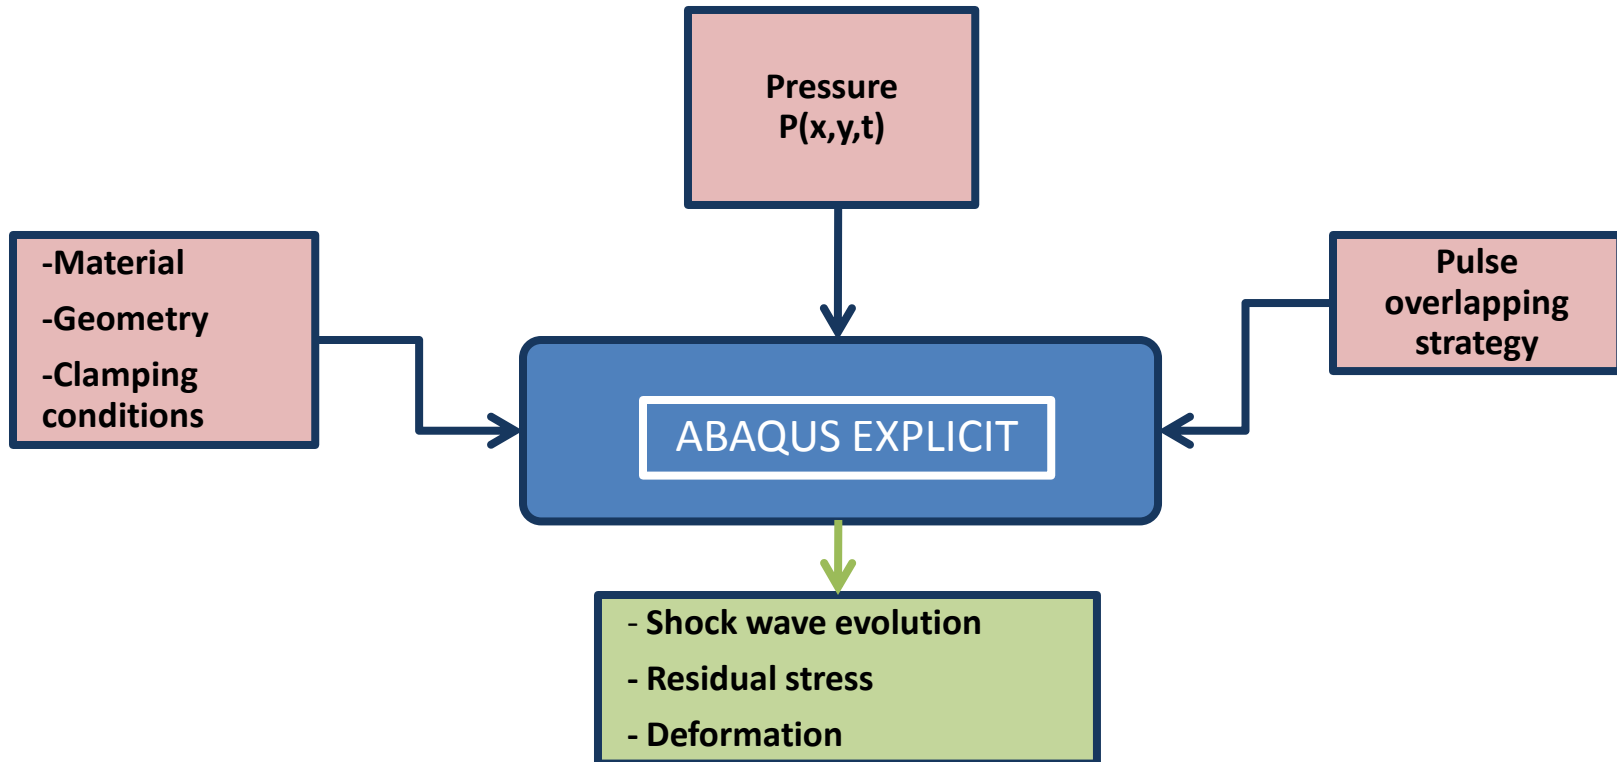 Pressure
P(x,y,t)
-Material
-Geometry
-Clamping
conditions
Pulse
overlapping
strategy
ABAQUS EXPLICIT
- Shock wave evolution
- Residual stress
- Deformation